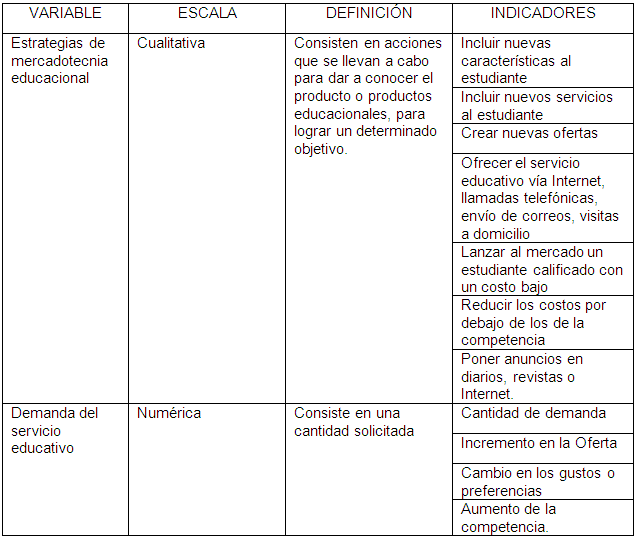 VARIABLE
ESCALA
DEFINICIÓN
INDICADORES
Estrategias de
mercadotecnia
educacional
Cualitativa
Consisten en acciones
que se llevan a cabo
para dar a conocer el
producto o productos
educacionales, para
lograr un determinado
objetivo.
Incluir nuevas
características al
estudiante
Incluir nuevos servicios
al estudiante
Crear nuevas ofertas
Ofrecer el servicio
educativo vía Internet,
llamadas telefónicas,
envío de correos, visitas
a domicilio
Lanzar al mercado un
estudiante calificado con
un costo bajo
Reducir los costos por
debajo de los de la
competencia
Poner anuncios en
diarios, revistas o
Internet.
Demanda del
servicio
educativo
Numérica
Consiste en una
cantidad solicitada
Cantidad de demanda
Incremento en la Oferta
Cambio en los gustos o
preferencias
Aumento de la
competencia.